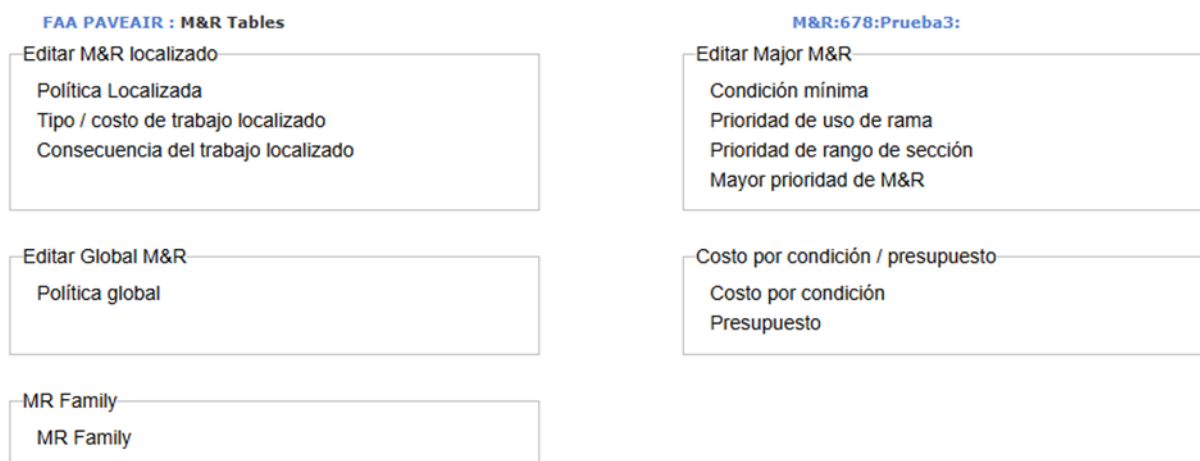 FAA PAVEAIR : M&R Tables
M&R:678:Prueba3:
Editar M&R localizado
Política Localizada
Tipo / costo de trabajo localizado
Consecuencia del trabajo localizado
Editar Major M&R
Condición mínima
Prioridad de uso de rama
Prioridad de rango de sección
Mayor prioridad de M&R
Editar Global M&R
Política global
Costo por condición / presupuesto
Costo por condición
Presupuesto
MR Family
MR Family